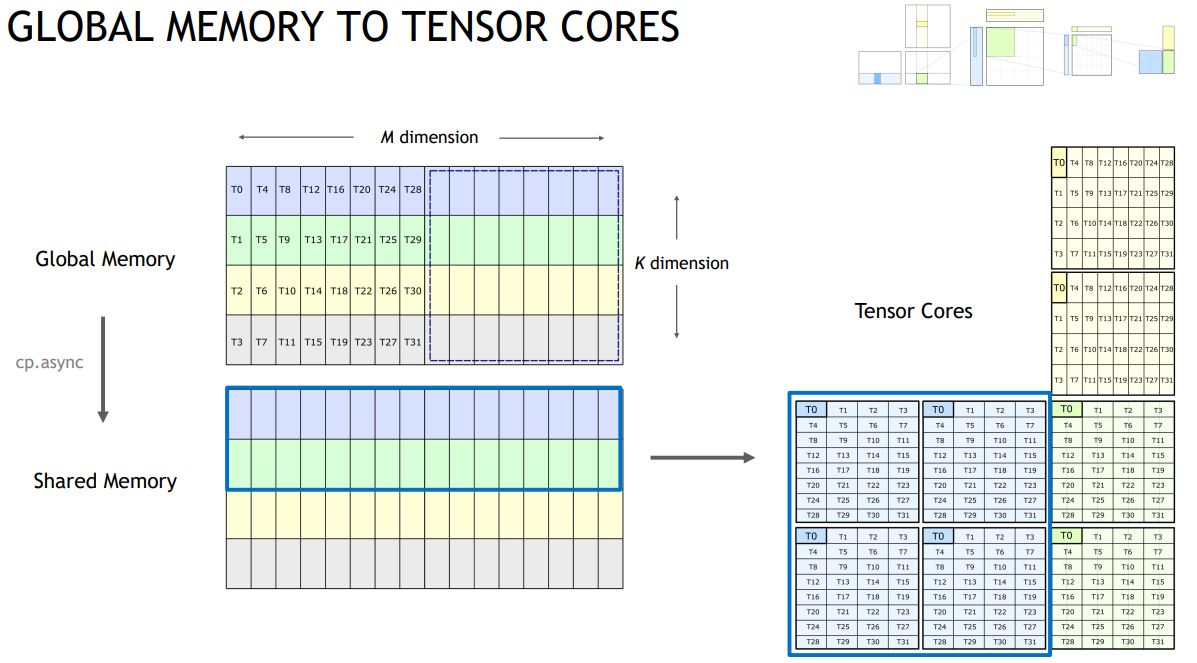 GLOBAL MEMORY TO TENSOR CORES
M dimension
T0 T4 T8 T12 T16 T20 T24 T28
T1 T5 T9 T13 T17 T21 T25 T29
T2 T6 T10 T14 T18 T22 T26 T30
T3 T7 T11 T15 T19 T23 T27 T31
K dimension
Global Memory
cp.async
Shared Memory
Tensor Cores
T0 T4 T8 T12 T16 T20 T24 T28
T1 T5 T9 T13 T17 T21 T25 T29
T2 T6 T10 T14 T18 T22 T26 T30
T3 T7 T11 T15 T19 T23 T27 T31
T0 T4 T8 T12 T16 T20 T24 T28
T1 T5 T9 T13 T17 T21 T25 T29
T2 T6 T10 T14 T18 T22 T26 T30
T3 T7 T11 T15 T19 T23 T27 T31
T0 T1 T2 T3 T0 T1 T2 T3 T0 T1 T2 T3
T4 T5 T6 T7 T4 T5 T6 T7 T4 T5 T6 T7
T8 T9 T10 T11 T8 T9 T10 T11 T8 T9 T10 T11
T12 T13 T14 T15 T12 T13 T14 T15 T12 T13 T14 T15
T16 T17 T18 T19 T16 T17 T18 T19 T16 T17 T18 T19
T20 T21 T22 T23 T20 T21 T22 T23 T20 T21 T22 T23
T24 T25 T26 T27 T24 T25 T26 T27 T24 T25 T26 T27
T28 T29 T30 T31 T28 T29 T30 T31 T28 T29 T30 T31
T0 T1 T2 T3 T0 T1 T2 T3 T0 T1 T2 T3
T4 T5 T6 T7 T4 T5 T6 T7 T4 T5 T6 T7
T8 T9 T10 T11 T8 T9 T10 T11 T8 T9 T10 T11
T12 T13 T14 T15 T12 T13 T14 T15 T12 T13 T14 T15
T16 T17 T18 T19 T16 T17 T18 T19 T16 T17 T18 T19
T20 T21 T22 T23 T20 T21 T22 T23 T20 T21 T22 T23
T24 T25 T26 T27 T24 T25 T26 T27 T24 T25 T26 T27
T28 T29 T30 T31 T28 T29 T30 T31 T28 T29 T30 T31